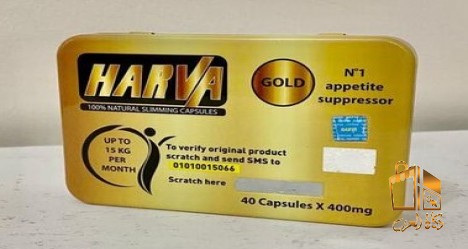 HARVA
100% NATURAL SLIMMING CAPSULES
GOLD
N°1
appetite
suppressor
UP TO
15 KG
PER
MONTH
To verify original product
scratch and send SMS to
01010015066
Scratch here
40 Capsules X 400mg